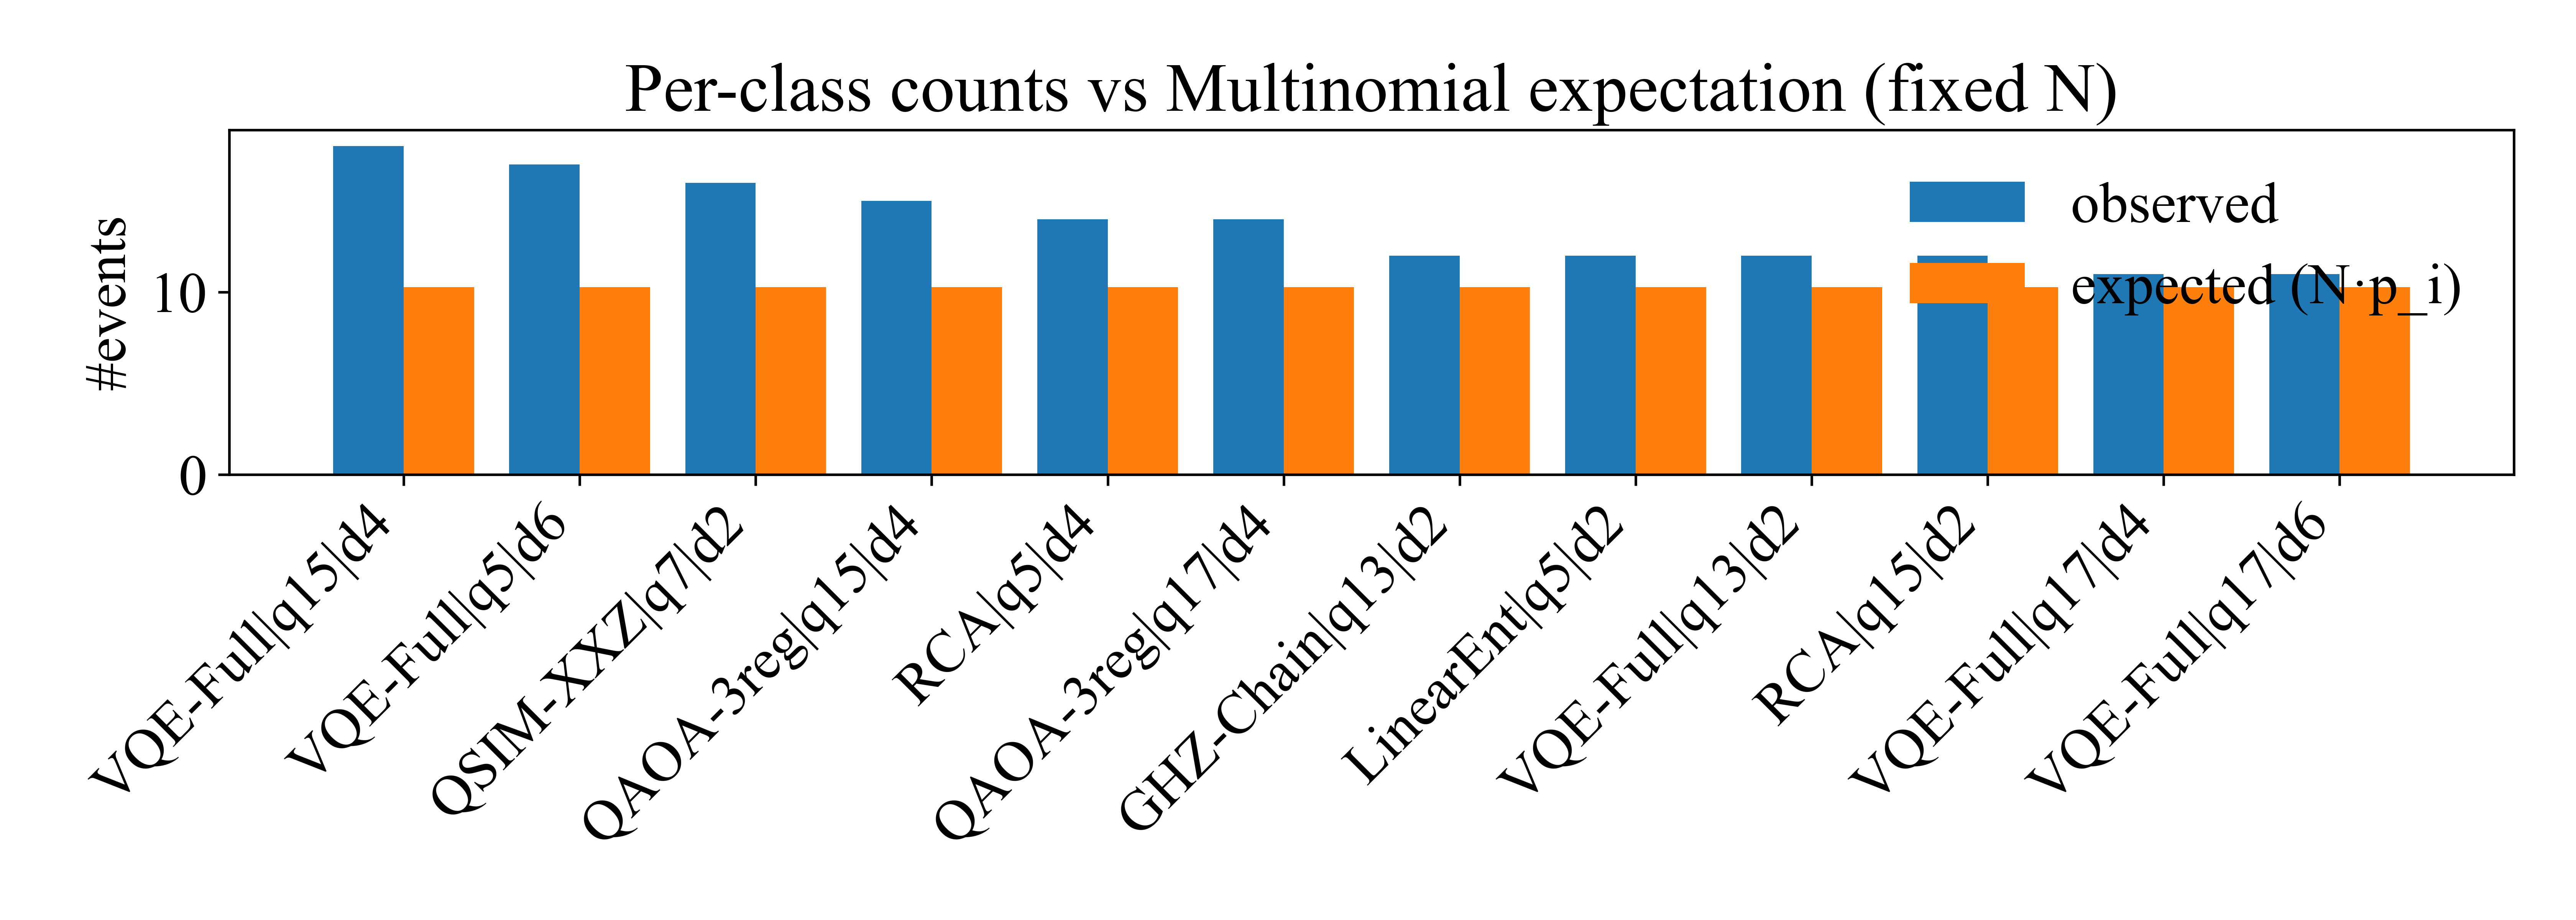 Per-class counts vs Multinomial expectation (fixed N)
#events
10
0
observed
expected (N·p_i)
VQE-Full|q15|d4
VQE-Full|q5|d6
QSIM-XXZ|q7|d2
QAOA-3reg|q15|d4
RCA|q5|d4
QAOA-3reg|q17|d4
GHZ-Chain|q13|d2
LinearEnt|q5|d2
VQE-Full|q13|d2
RCA|q15|d2
VQE-Full|q17|d4
VQE-Full|q17|d6